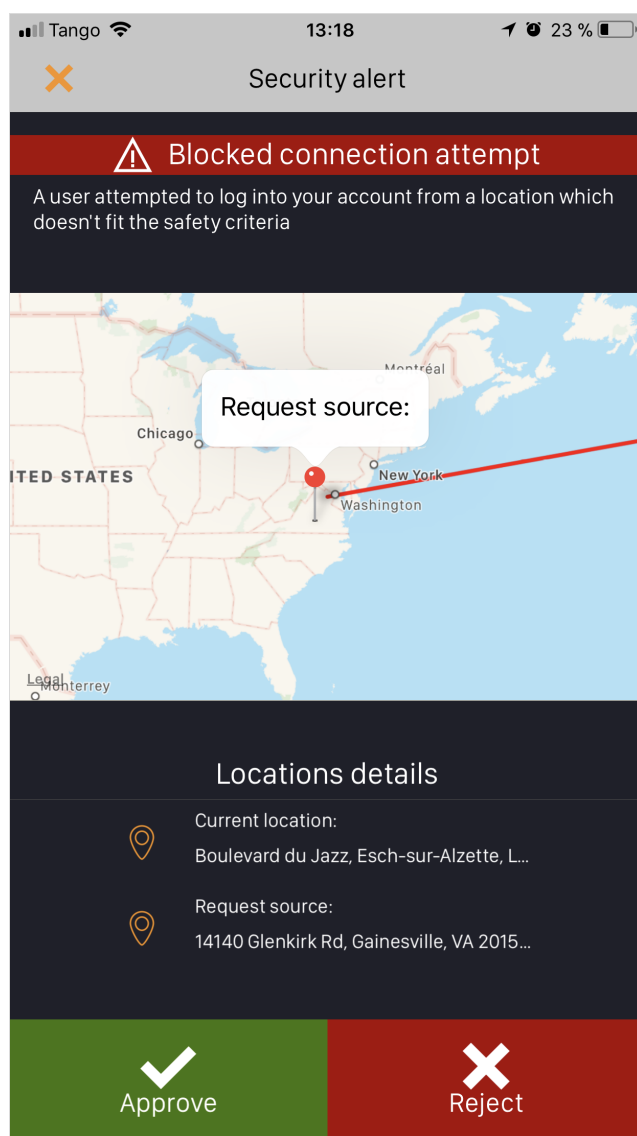 Tango 13:18 23 %
Security alert
Blocked connection attempt
A user attempted to log into your account from a location which
doesn't fit the safety criteria
Montréal
Request source:
Chicago
ITED STATES
New York
Washington
Legal
Monterrey
Locations details
Current location:
Boulevard du Jazz, Esch-sur-Alzette, L...
Request source:
14140 Glenkirk Rd, Gainesville, VA 2015...
Approve Reject